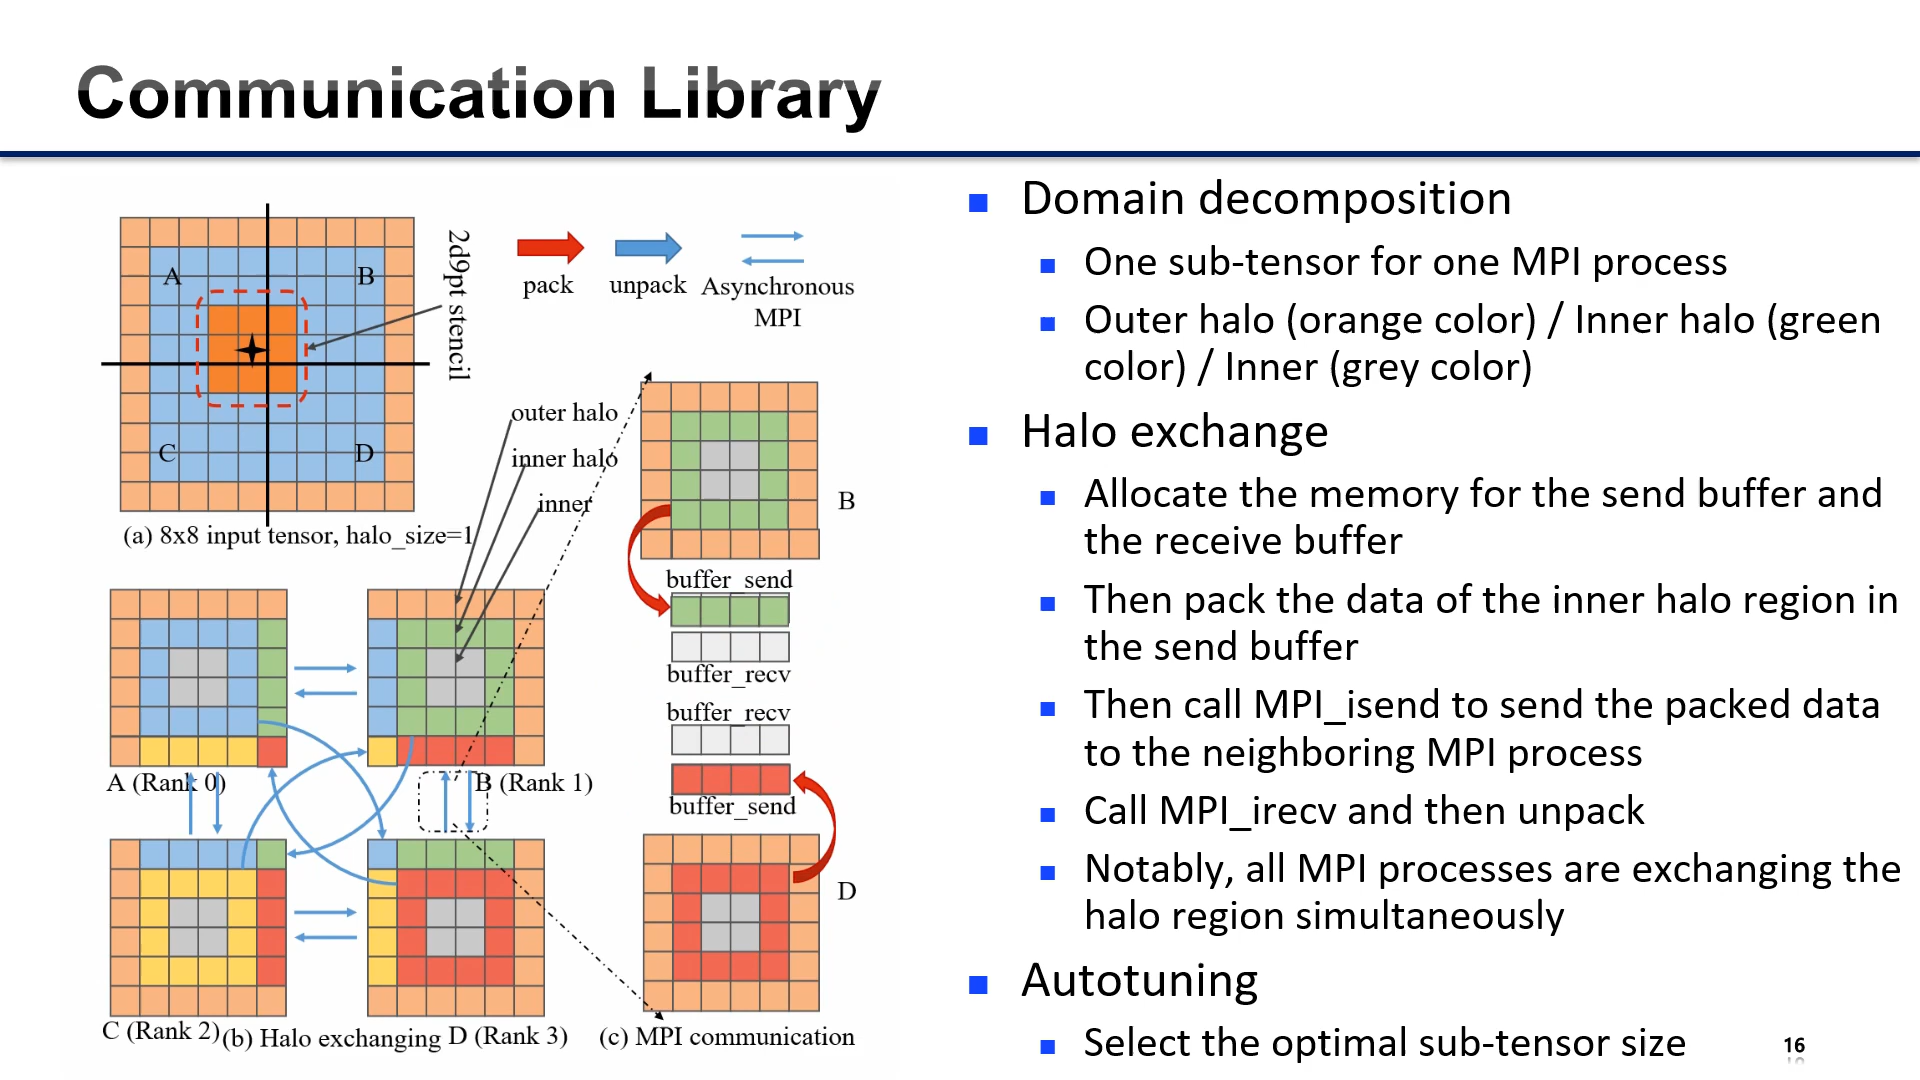 Communication Library
A
B
C
D
2d9pt stencil
(a) 8x8 input tensor, halo_size=1
pack
unpack
Asynchronous
MPI
outer halo
inner halo
inner
A (Rank 0)
B (Rank 1)
C (Rank 2)
(b) Halo exchanging
D (Rank 3)
B
buffer_send
buffer_recv
buffer_recv
buffer_send
D
(c) MPI communication
Domain decomposition
One sub-tensor for one MPI process
Outer halo (orange color) / Inner halo (green
color) / Inner (grey color)
Halo exchange
Allocate the memory for the send buffer and
the receive buffer
Then pack the data of the inner halo region in
the send buffer
Then call MPI_isend to send the packed data
to the neighboring MPI process
Call MPI_irecv and then unpack
Notably, all MPI processes are exchanging the
halo region simultaneously
Autotuning
Select the optimal sub-tensor size
16